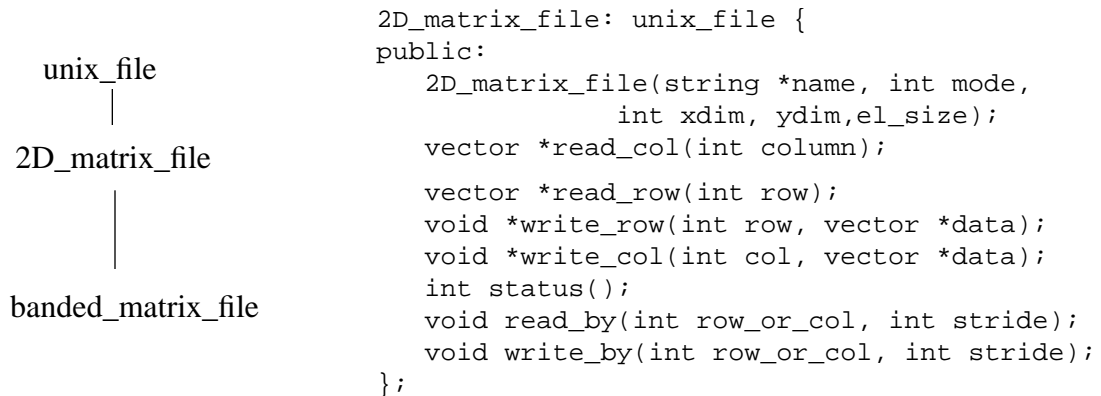 unix_file
2D_matrix_file
banded_matrix_file
2D_matrix_file: unix_file {
public:
2D_matrix_file(string *name, int mode,
int xdim, ydim,el_size);
vector *read_col(int column);
vector *read_row(int row);
void *write_row(int row, vector *data);
void *write_col(int col, vector *data);
int status();
void read_by(int row_or_col, int stride);
void write_by(int row_or_col, int stride);
};